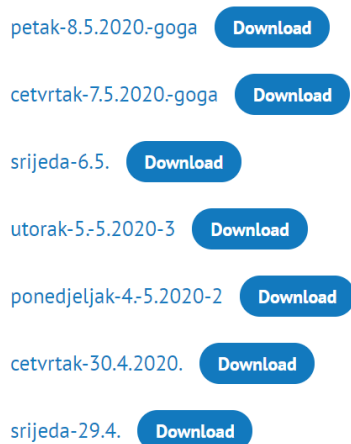 petak-8.5.2020.-goga Download
cetvrtak-7.5.2020.-goga Download
srijeda-6.5. Download
utorak-5.-5.2020-3 Download
ponedjeljak-4.-5.2020-2 Download
cetvrtak-30.4.2020. Download
srijeda-29.4. Download